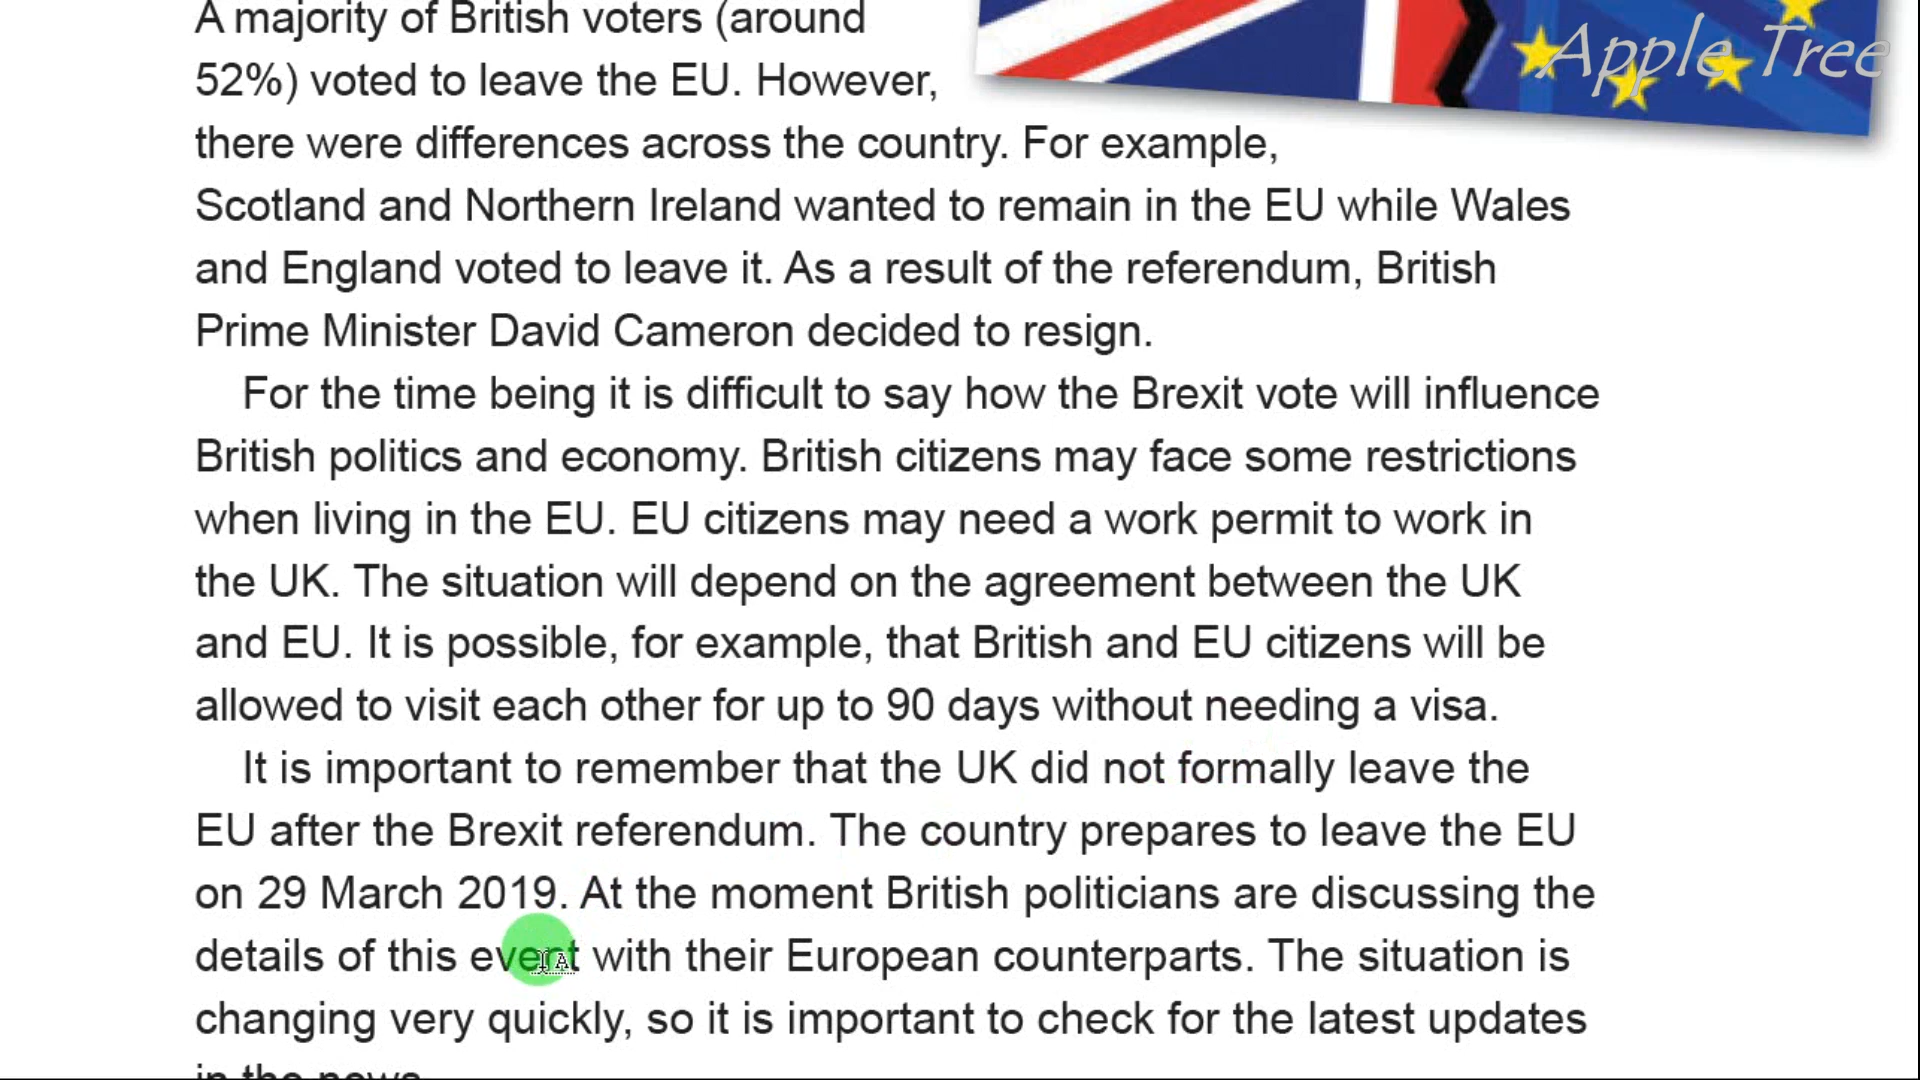 A majority of British voters (around
Apple Tree
52%) voted to leave the EU. However,
there were differences across the country. For example,
Scotland and Northern Ireland wanted to remain in the EU while Wales
and England voted to leave it. As a result of the referendum, British
Prime Minister David Cameron decided to resign.
For the time being it is difficult to say how the Brexit vote will influence
British politics and economy. British citizens may face some restrictions
when living in the EU. EU citizens may need a work permit to work in
the UK. The situation will depend on the agreement between the UK
and EU. It is possible, for example, that British and EU citizens will be
allowed to visit each other for up to 90 days without needing a visa.
It is important to remember that the UK did not formally leave the
EU after the Brexit referendum. The country prepares to leave the EU
on 29 March 2019. At the moment British politicians are discussing the
details of this event with their European counterparts. The situation is
changing very quickly, so it is important to check for the latest updates
in the news.